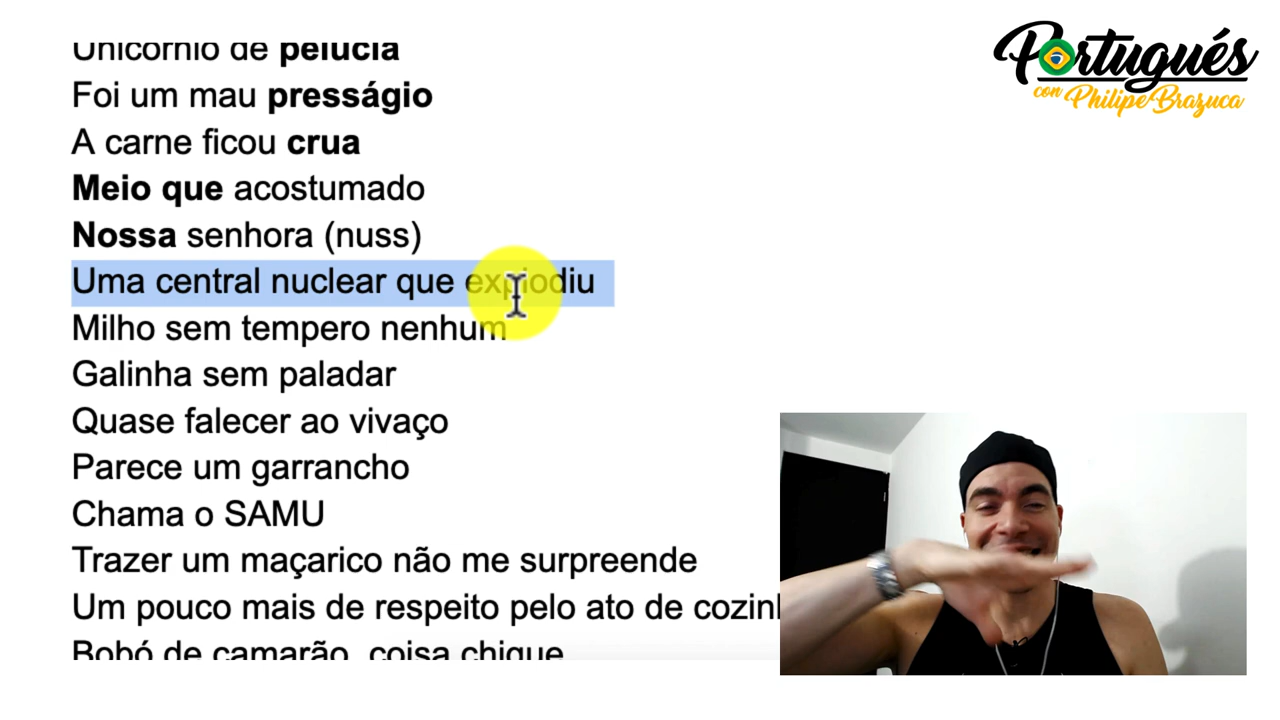 Unicórnio de pelúcia
Foi um mau presságio
A carne ficou crua
Meio que acostumado
Nossa senhora (nuss)
Uma central nuclear que explodiu
Milho sem tempero nenhum
Galinha sem paladar
Quase falecer ao vivaço
Parece um garrancho
Chama o SAMU
Trazer um maçarico não me surpreende
Um pouco mais de respeito pelo ato de
Bobó de camarão, coisa chique
Portugués
con Philipe Brazuca